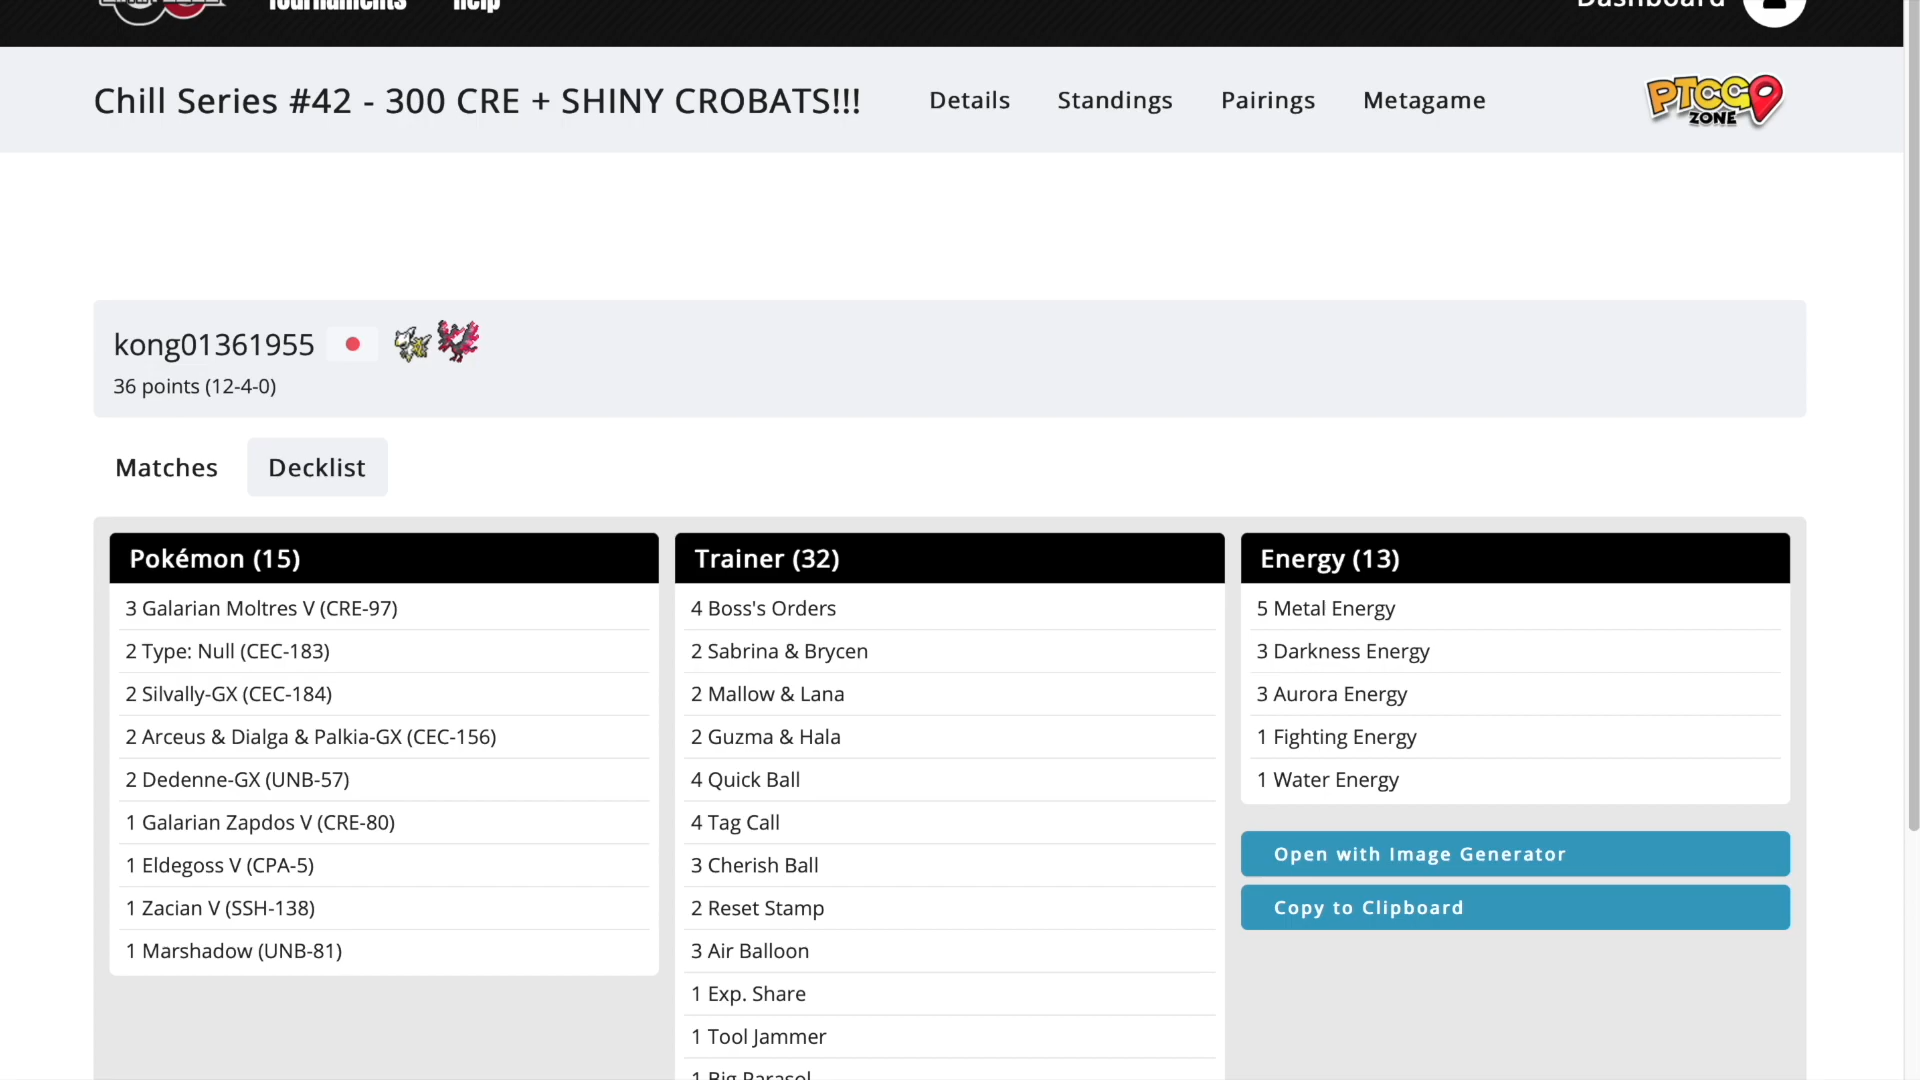 Tournaments
Help
Dashboard
Chill Series #42 - 300 CRE + SHINY CROBATS!!!
Details
Standings
Pairings
Metagame
PTCG
ZONE
kong01361955
36 points (12-4-0)
Matches
Decklist
Pokémon (15)
3 Galarian Moltres V (CRE-97)
2 Type: Null (CEC-183)
2 Silvally-GX (CEC-184)
2 Arceus & Dialga & Palkia-GX (CEC-156)
2 Dedenne-GX (UNB-57)
1 Galarian Zapdos V (CRE-80)
1 Eldegoss V (CPA-5)
1 Zacian V (SSH-138)
1 Marshadow (UNB-81)
Trainer (32)
4 Boss's Orders
2 Sabrina & Brycen
2 Mallow & Lana
2 Guzma & Hala
4 Quick Ball
4 Tag Call
3 Cherish Ball
2 Reset Stamp
3 Air Balloon
1 Exp. Share
1 Tool Jammer
1 Big Parasol
Energy (13)
5 Metal Energy
3 Darkness Energy
3 Aurora Energy
1 Fighting Energy
1 Water Energy
Open with Image Generator
Copy to Clipboard